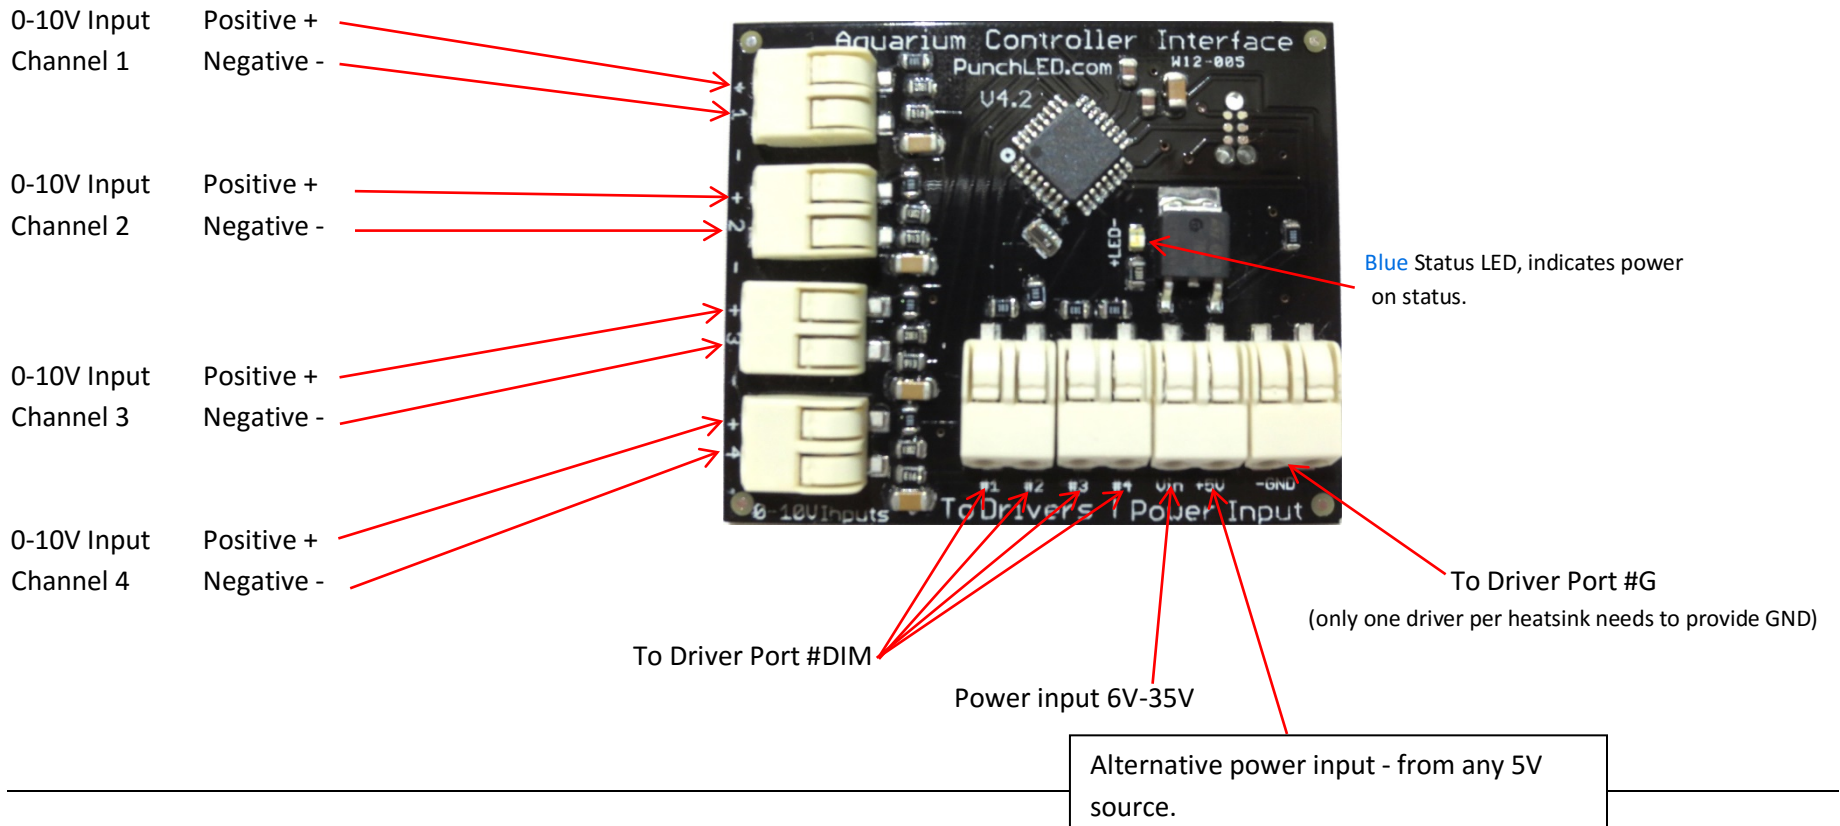 0-10V Input Positive +
Channel 1 Negative -
0-10V Input Positive +
Channel 2 Negative -
0-10V Input Positive +
Channel 3 Negative -
0-10V Input Positive +
Channel 4 Negative -
Aquarium Controller Interface
PunchLED.com W12-005
V4.2
+ 1 -
+ 2 -
+ 3 -
+ 4 -
+LED-
#1 #2 #3 #4 Vin +5V -GND
0-10VInputs To Drivers Power Input
Blue Status LED, indicates power
on status.
To Driver Port #G
(only one driver per heatsink needs to provide GND)
To Driver Port #DIM
Power input 6V-35V
Alternative power input - from any 5V
source.